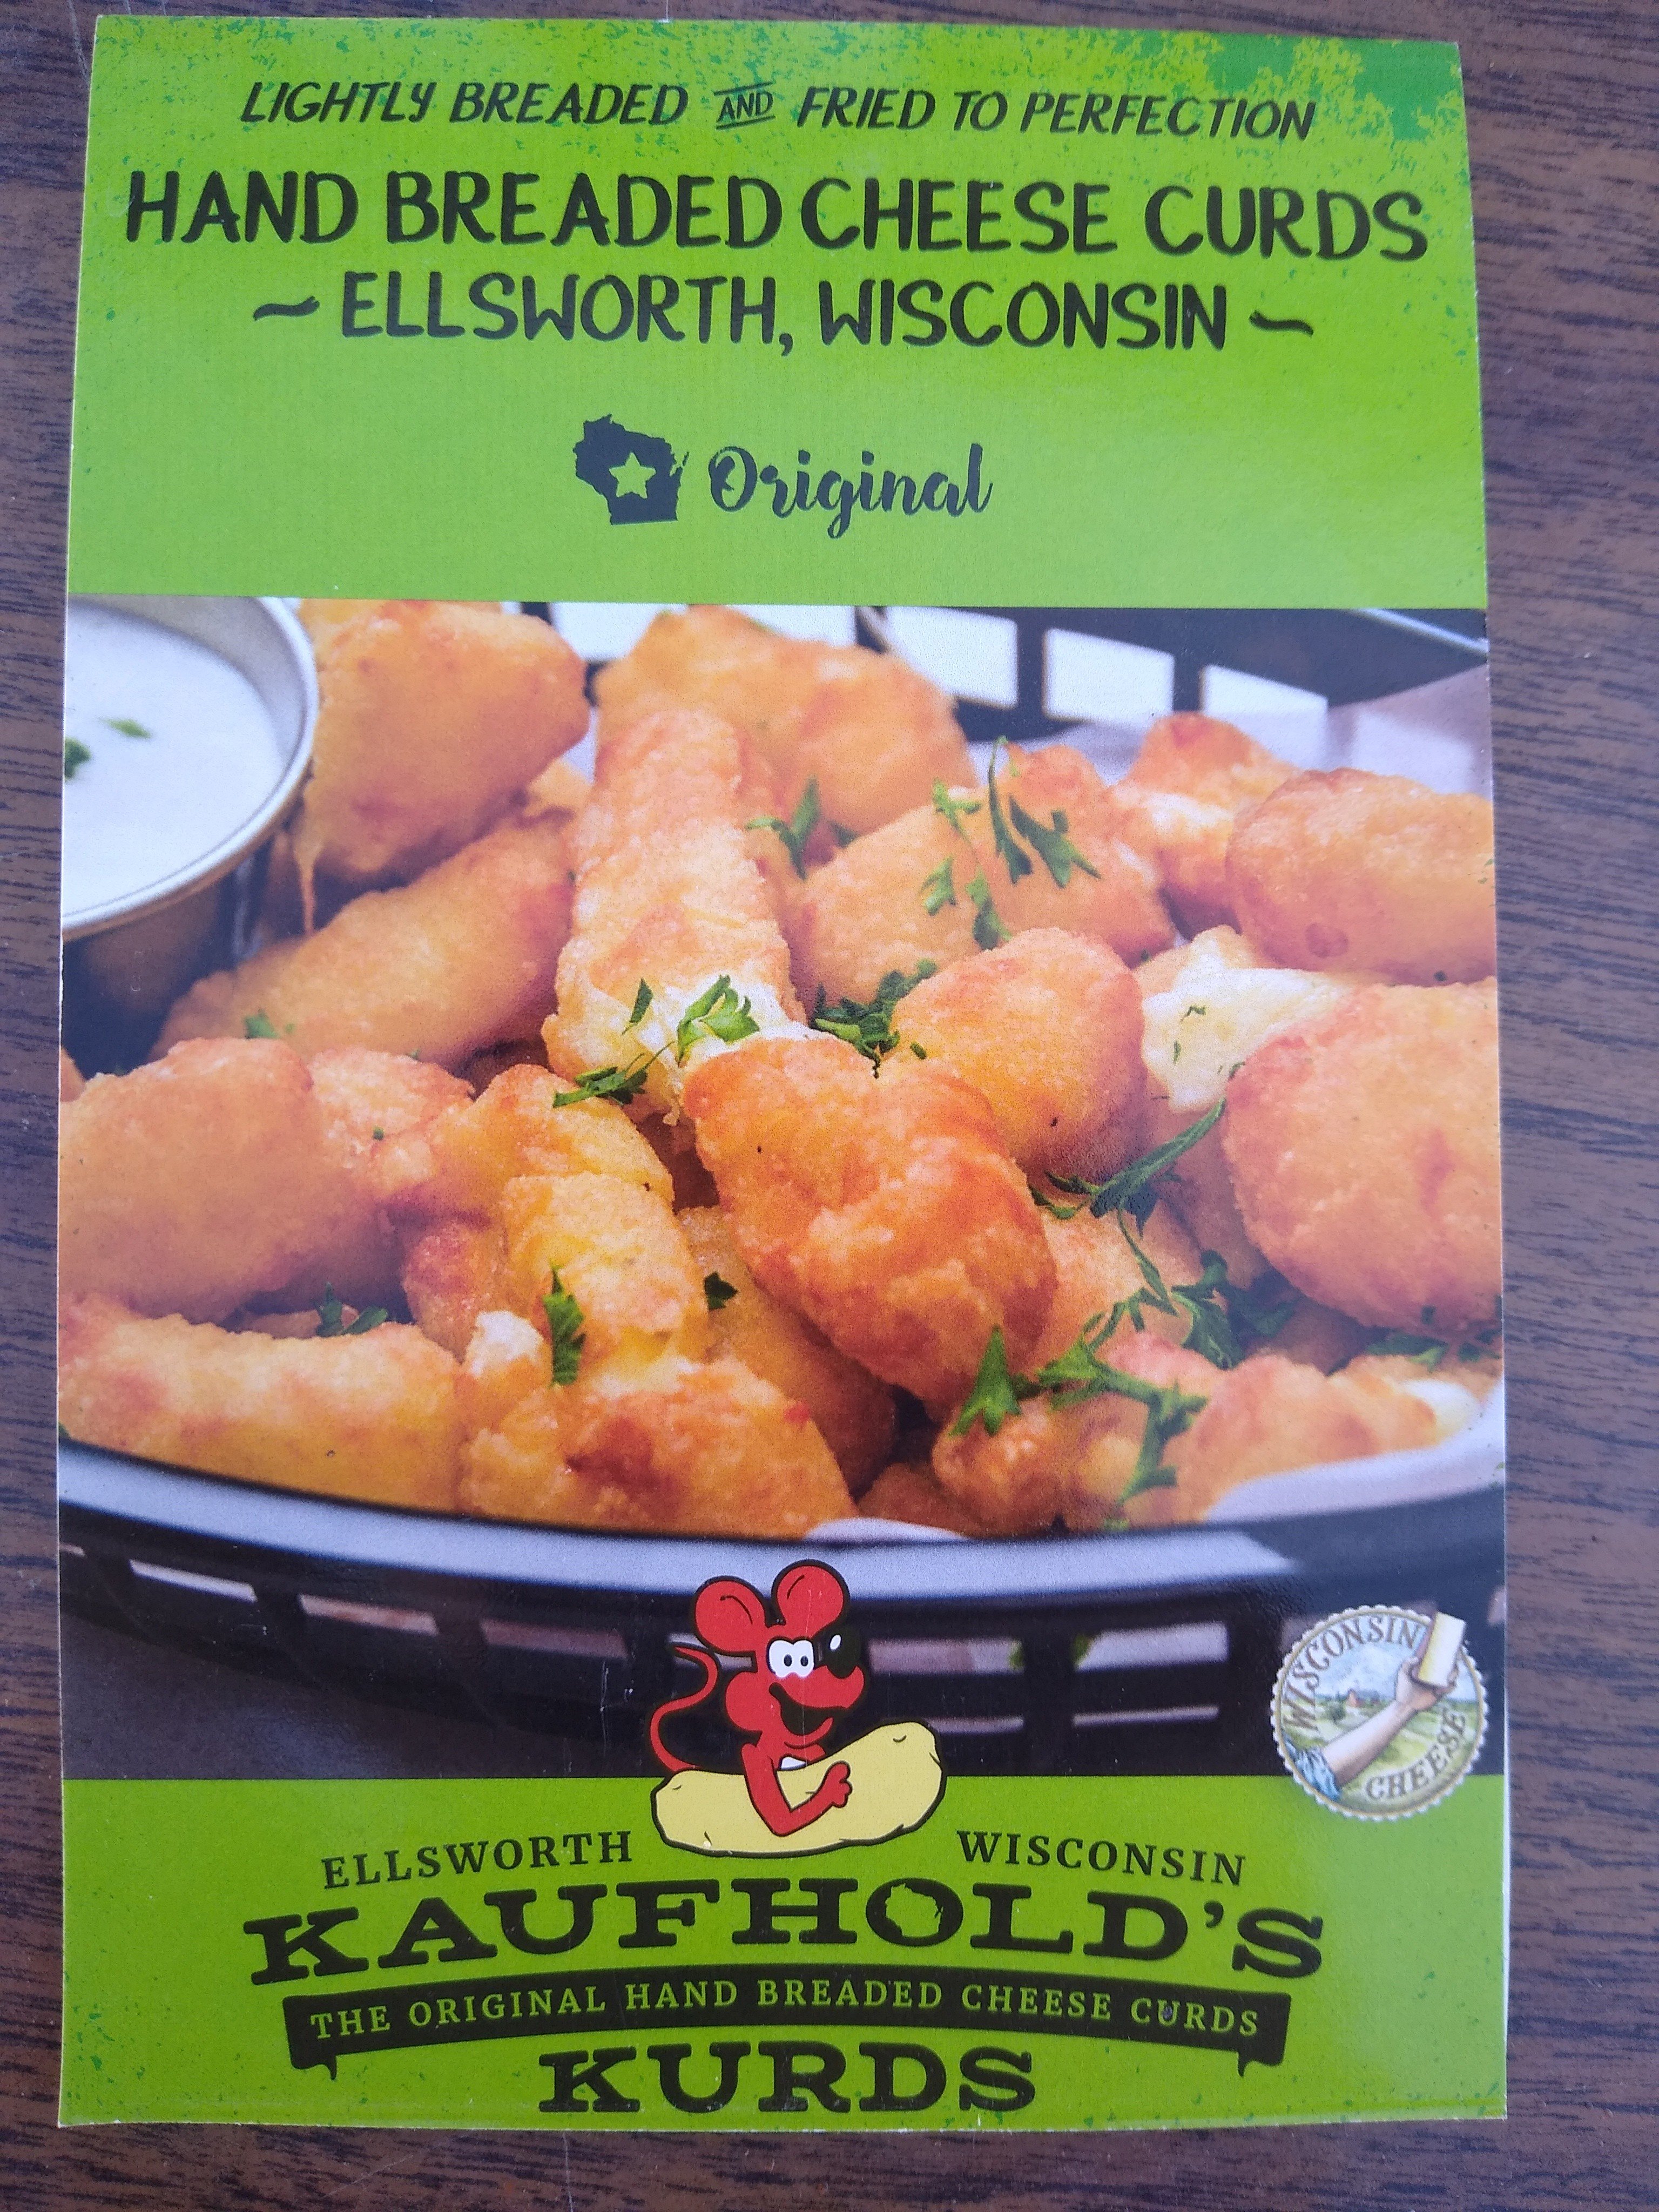 LIGHTLY BREADED AND FRIED TO PERFECTION
HAND BREADED CHEESE CURDS
~ ELLSWORTH, WISCONSIN ~
Original
WISCONSIN
CHEESE
ELLSWORTH WISCONSIN
KAUFHOLD'S
THE ORIGINAL HAND BREADED CHEESE CURDS
KURDS